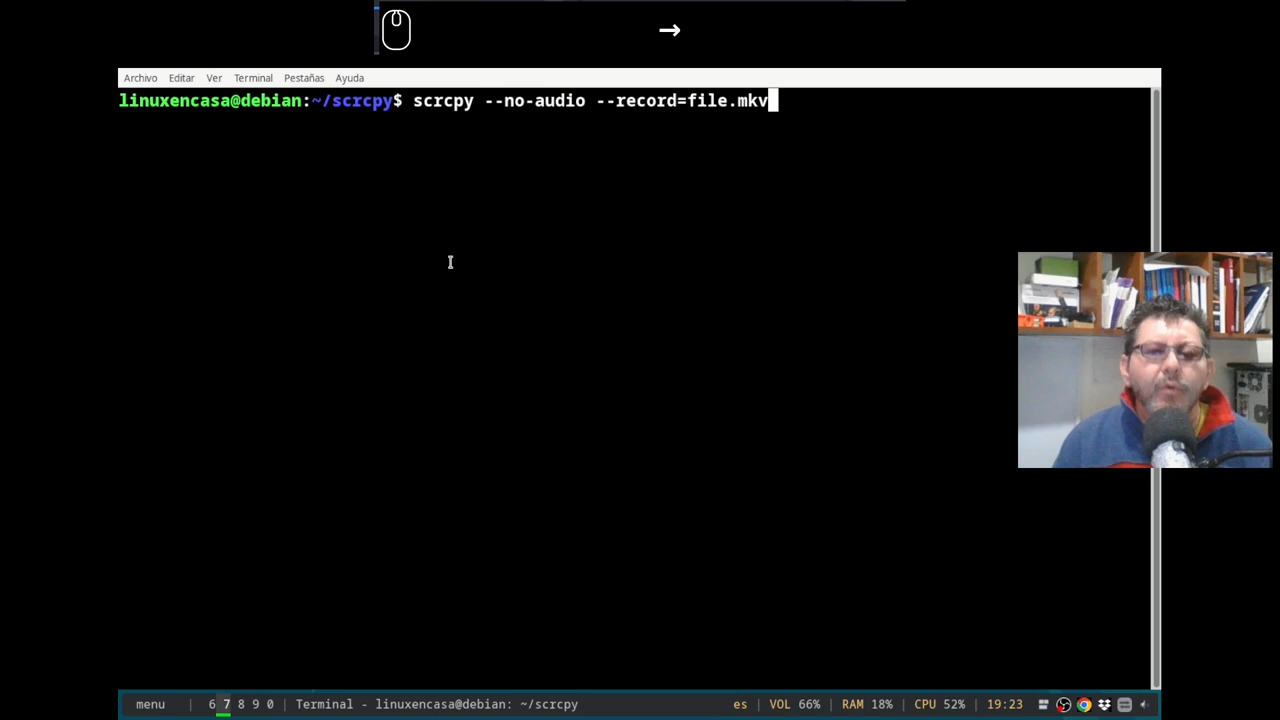 →
Archivo Editar Ver Terminal Pestañas Ayuda
linuxencasa@debian:~/scrcpy$ scrcpy --no-audio --record=file.mkv
menu | 6 7 8 9 0 | Terminal - linuxencasa@debian: ~/scrcpy es | VOL 66% | RAM 18% | CPU 52% | 19:23